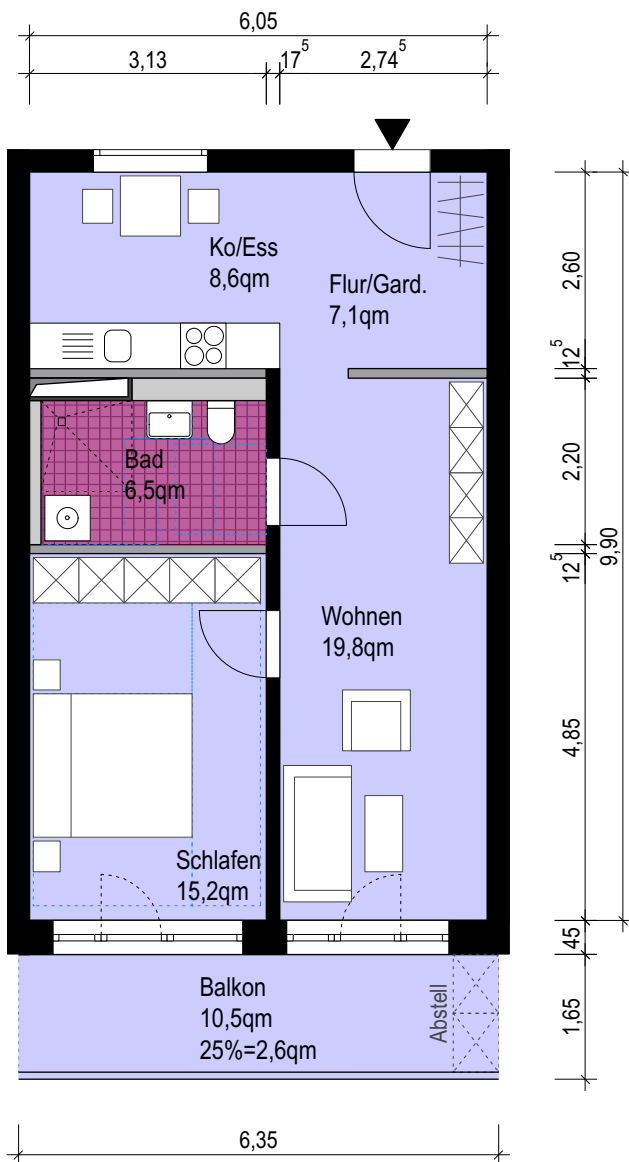 6,05
3,13 17⁵ 2,74⁵
Ko/Ess
8,6qm
Flur/Gard.
7,1qm
2,60
12⁵
Bad
6,5qm
2,20
9,90
12⁵
Wohnen
19,8qm
4,85
Schlafen
15,2qm
45
Balkon
10,5qm
25%=2,6qm
Abstell
1,65
6,35